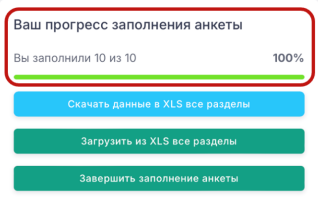 Ваш прогресс заполнения анкеты
Вы заполнили 10 из 10 100%
Скачать данные в XLS все разделы
Загрузить из XLS все разделы
Завершить заполнение анкеты